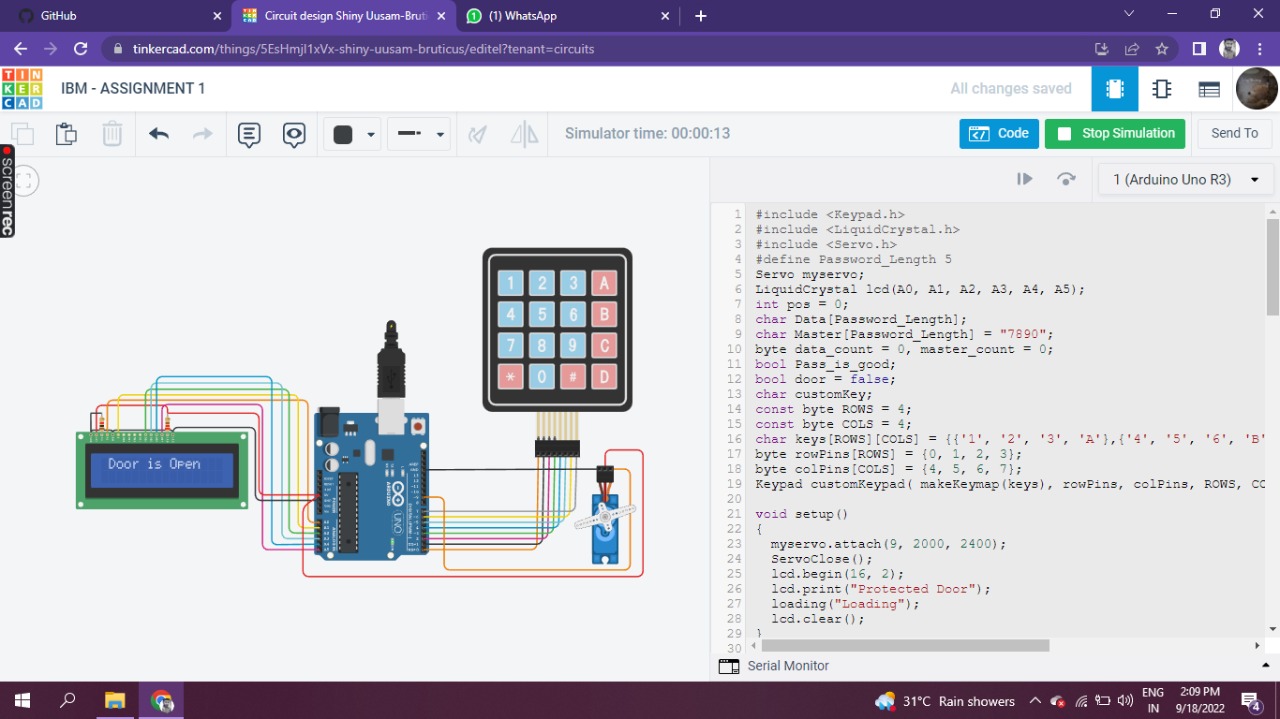 GitHub
Circuit design Shiny Uusam-Bruti
(1) WhatsApp
tinkercad.com/things/5EsHmjl1xVx-shiny-uusam-bruticus/editel?tenant=circuits
TIN
KER
CAD
IBM - ASSIGNMENT 1
All changes saved
Simulator time: 00:00:13
Code
Stop Simulation
Send To
screenrec
1 (Arduino Uno R3)
1 2 3 A
4 5 6 B
7 8 9 C
* 0 # D
Door is Open
ARDUINO
UNO
1 #include <Keypad.h>
2 #include <LiquidCrystal.h>
3 #include <Servo.h>
4 #define Password_Length 5
5 Servo myservo;
6 LiquidCrystal lcd(A0, A1, A2, A3, A4, A5);
7 int pos = 0;
8 char Data[Password_Length];
9 char Master[Password_Length] = "7890";
10 byte data_count = 0, master_count = 0;
11 bool Pass_is_good;
12 bool door = false;
13 char customKey;
14 const byte ROWS = 4;
15 const byte COLS = 4;
16 char keys[ROWS][COLS] = {{'1', '2', '3', 'A'},{'4', '5', '6', 'B'
17 byte rowPins[ROWS] = {0, 1, 2, 3};
18 byte colPins[COLS] = {4, 5, 6, 7};
19 Keypad customKeypad( makeKeymap(keys), rowPins, colPins, ROWS, CO
20
21 void setup()
22 {
23 myservo.attach(9, 2000, 2400);
24 ServoClose();
25 lcd.begin(16, 2);
26 lcd.print("Protected Door");
27 loading("Loading");
28 lcd.clear();
29 }
30
Serial Monitor
31°C Rain showers
ENG
IN
2:09 PM
9/18/2022
4